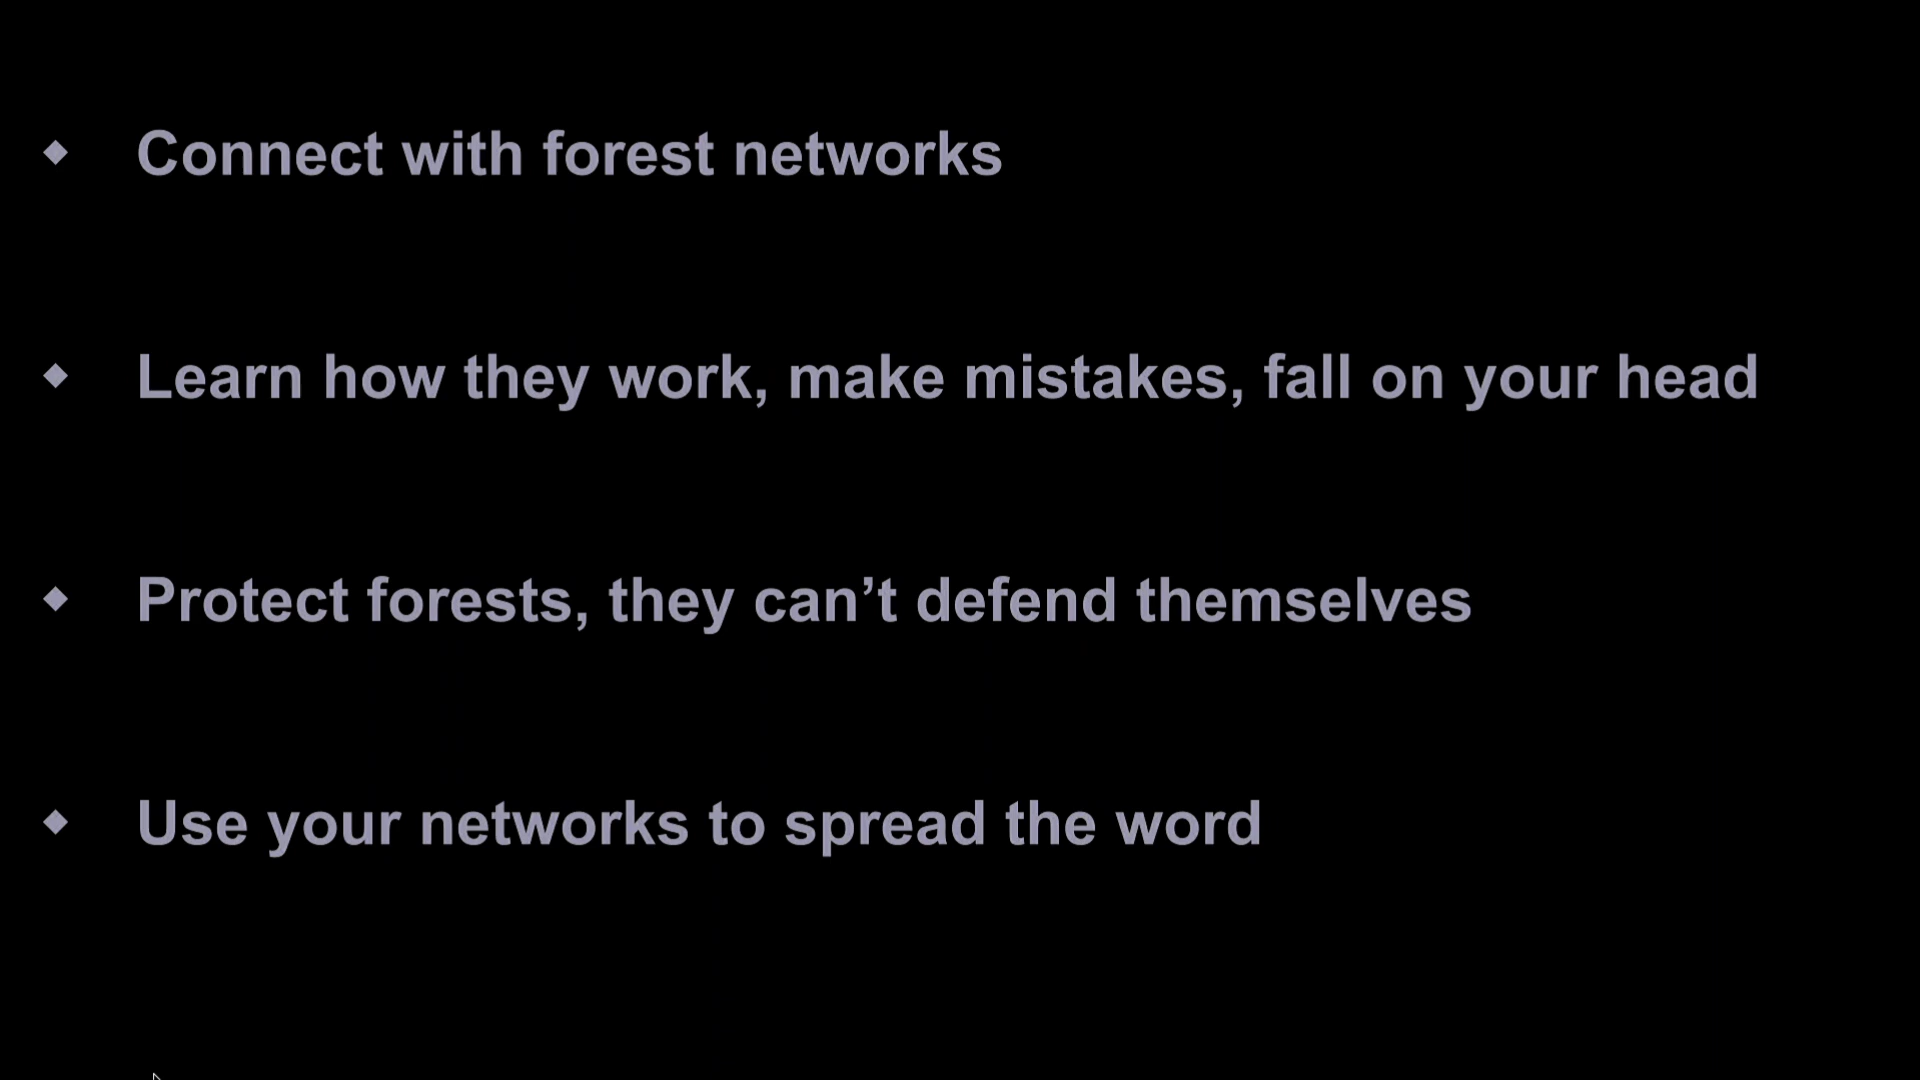 ◆ Connect with forest networks
◆ Learn how they work, make mistakes, fall on your head
◆ Protect forests, they can’t defend themselves
◆ Use your networks to spread the word